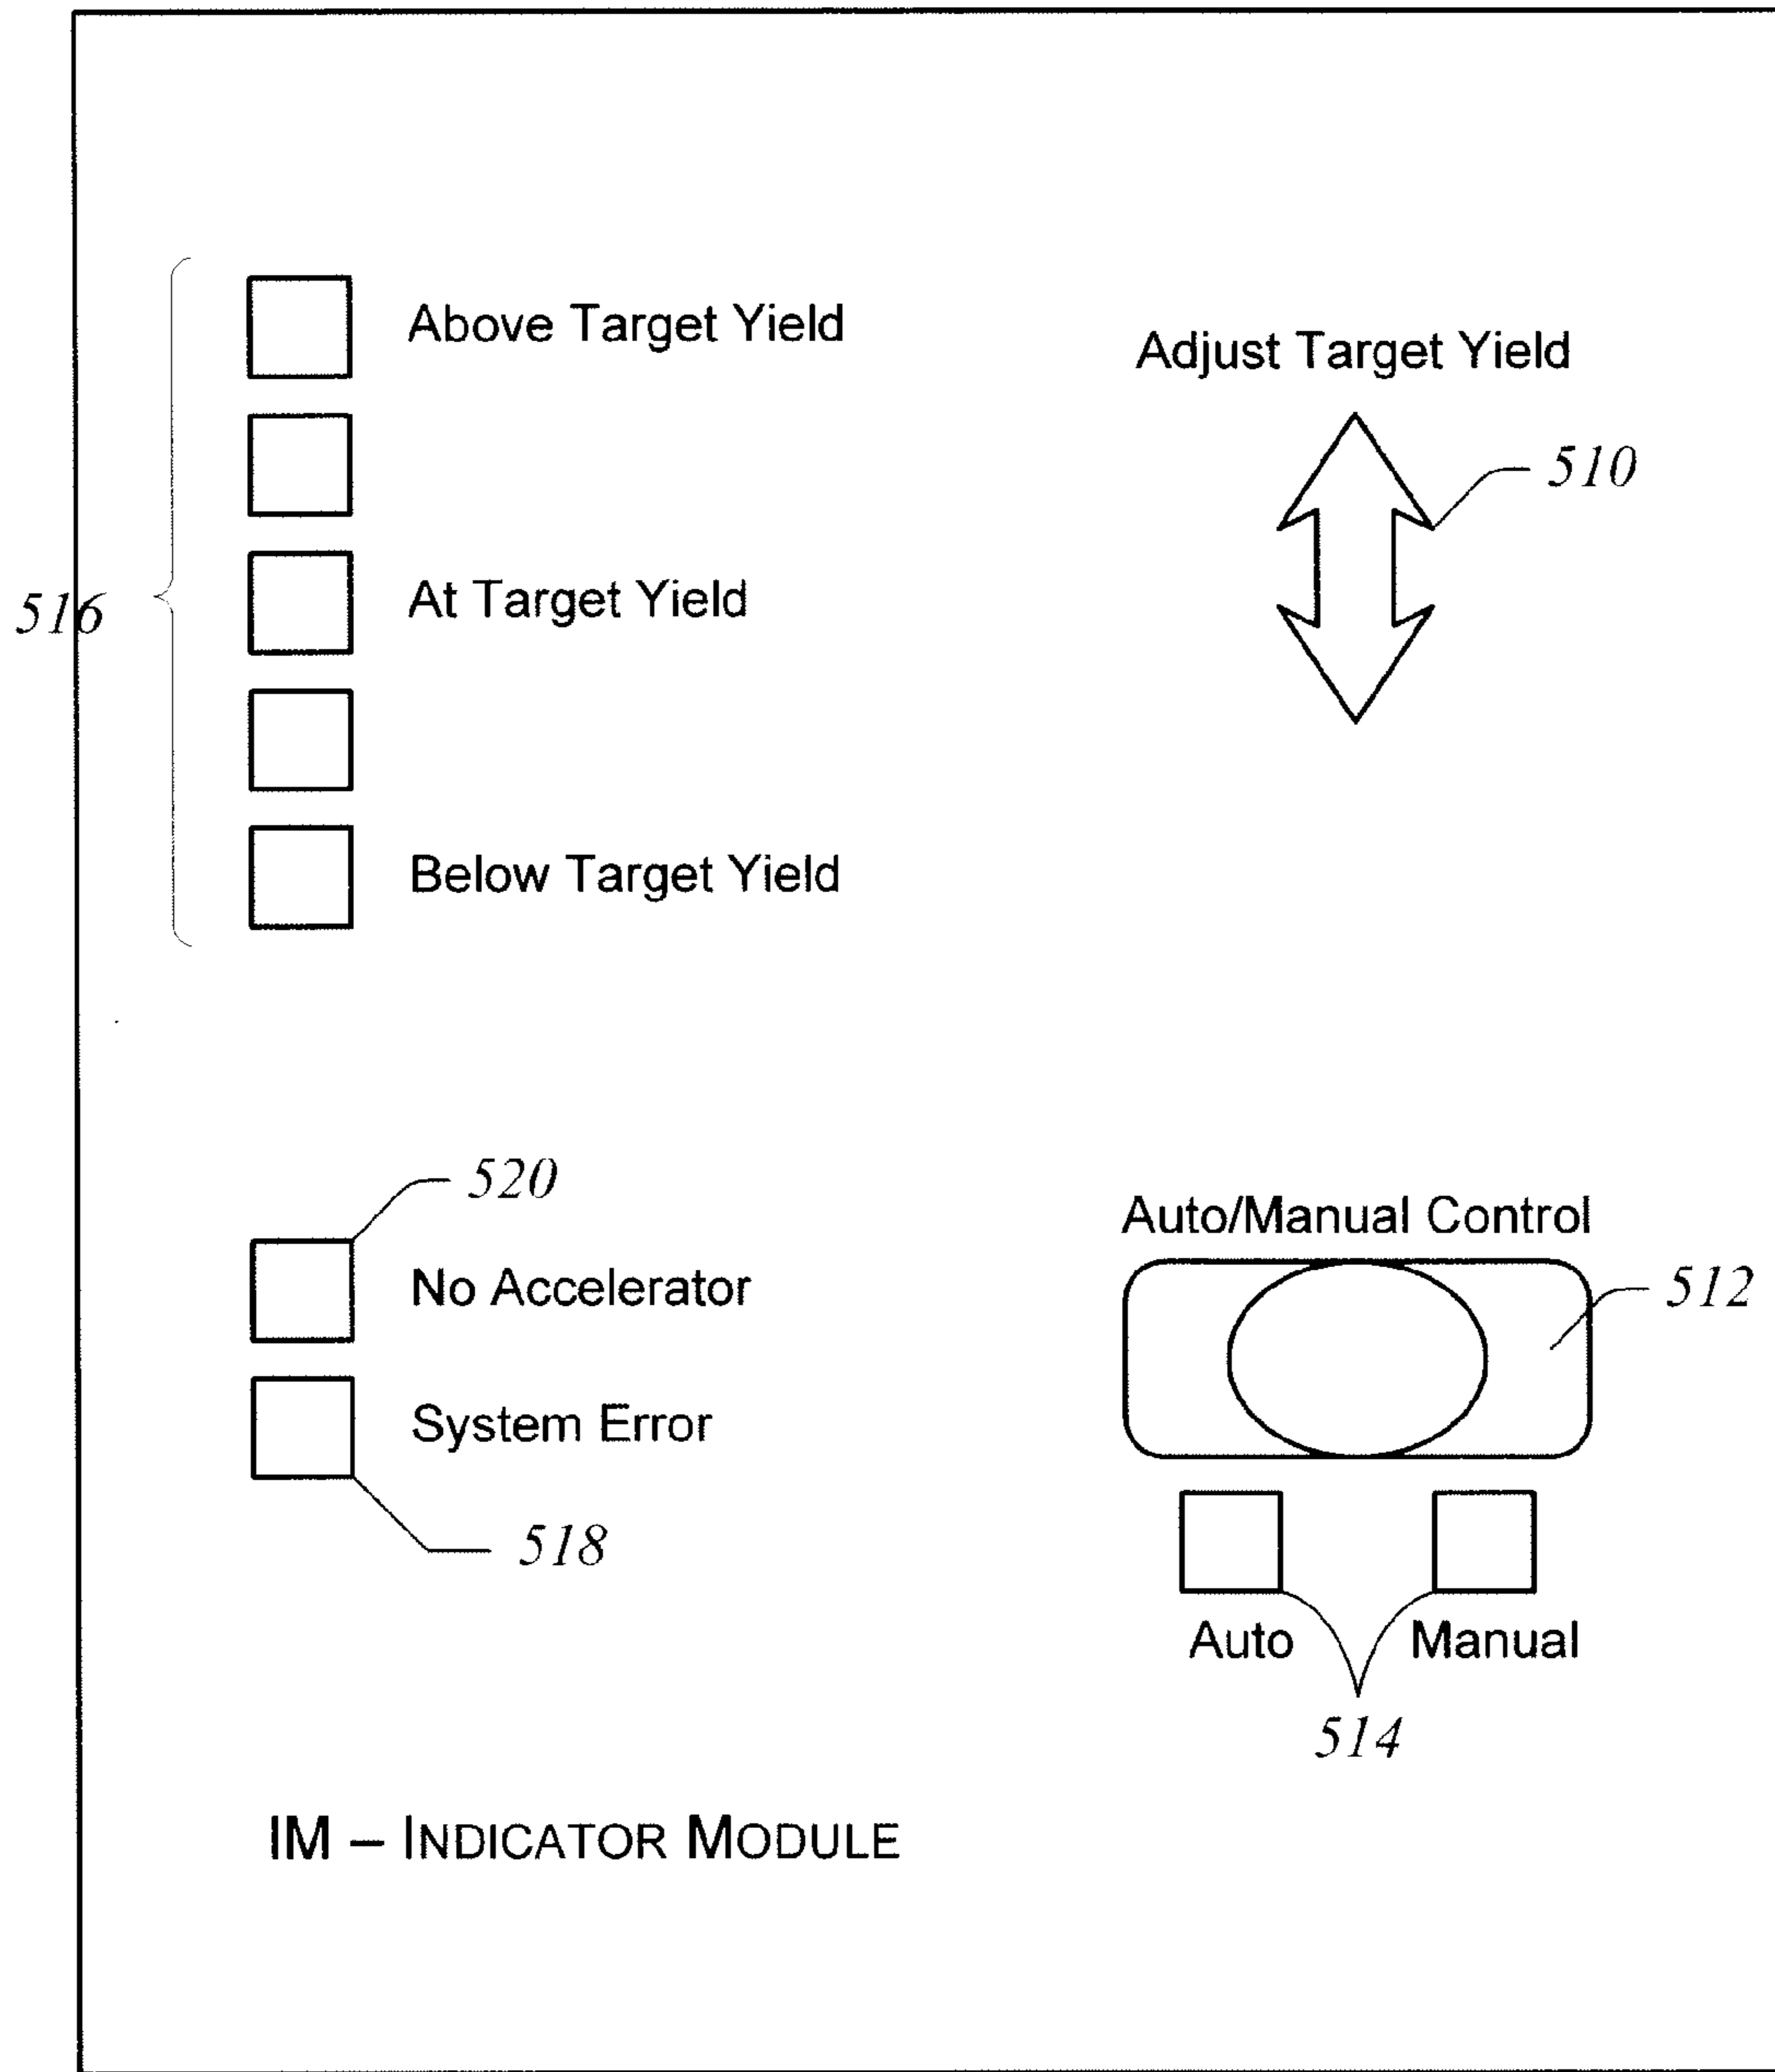 Above Target Yield
Adjust Target Yield
510
At Target Yield
516
Below Target Yield
520
Auto/Manual Control
No Accelerator
512
System Error
518
Auto
Manual
514
IM – INDICATOR MODULE